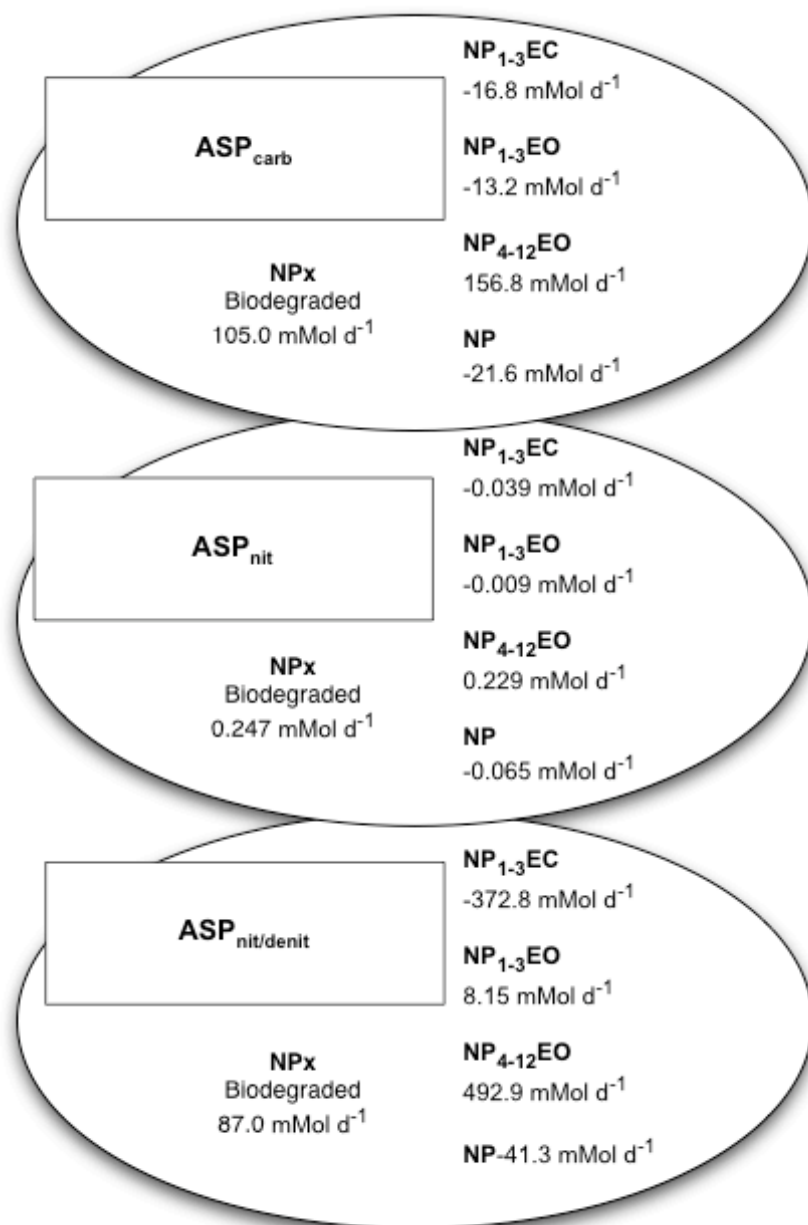 NP1-3EC
-16.8 mMol d-1
ASPcarb
NP1-3EO
-13.2 mMol d-1
NP4-12EO
156.8 mMol d-1
NPx
Biodegraded
105.0 mMol d-1
NP
-21.6 mMol d-1
NP1-3EC
-0.039 mMol d-1
ASPnit
NP1-3EO
-0.009 mMol d-1
NP4-12EO
0.229 mMol d-1
NPx
Biodegraded
0.247 mMol d-1
NP
-0.065 mMol d-1
NP1-3EC
-372.8 mMol d-1
ASPnit/denit
NP1-3EO
8.15 mMol d-1
NP4-12EO
492.9 mMol d-1
NPx
Biodegraded
87.0 mMol d-1
NP-41.3 mMol d-1